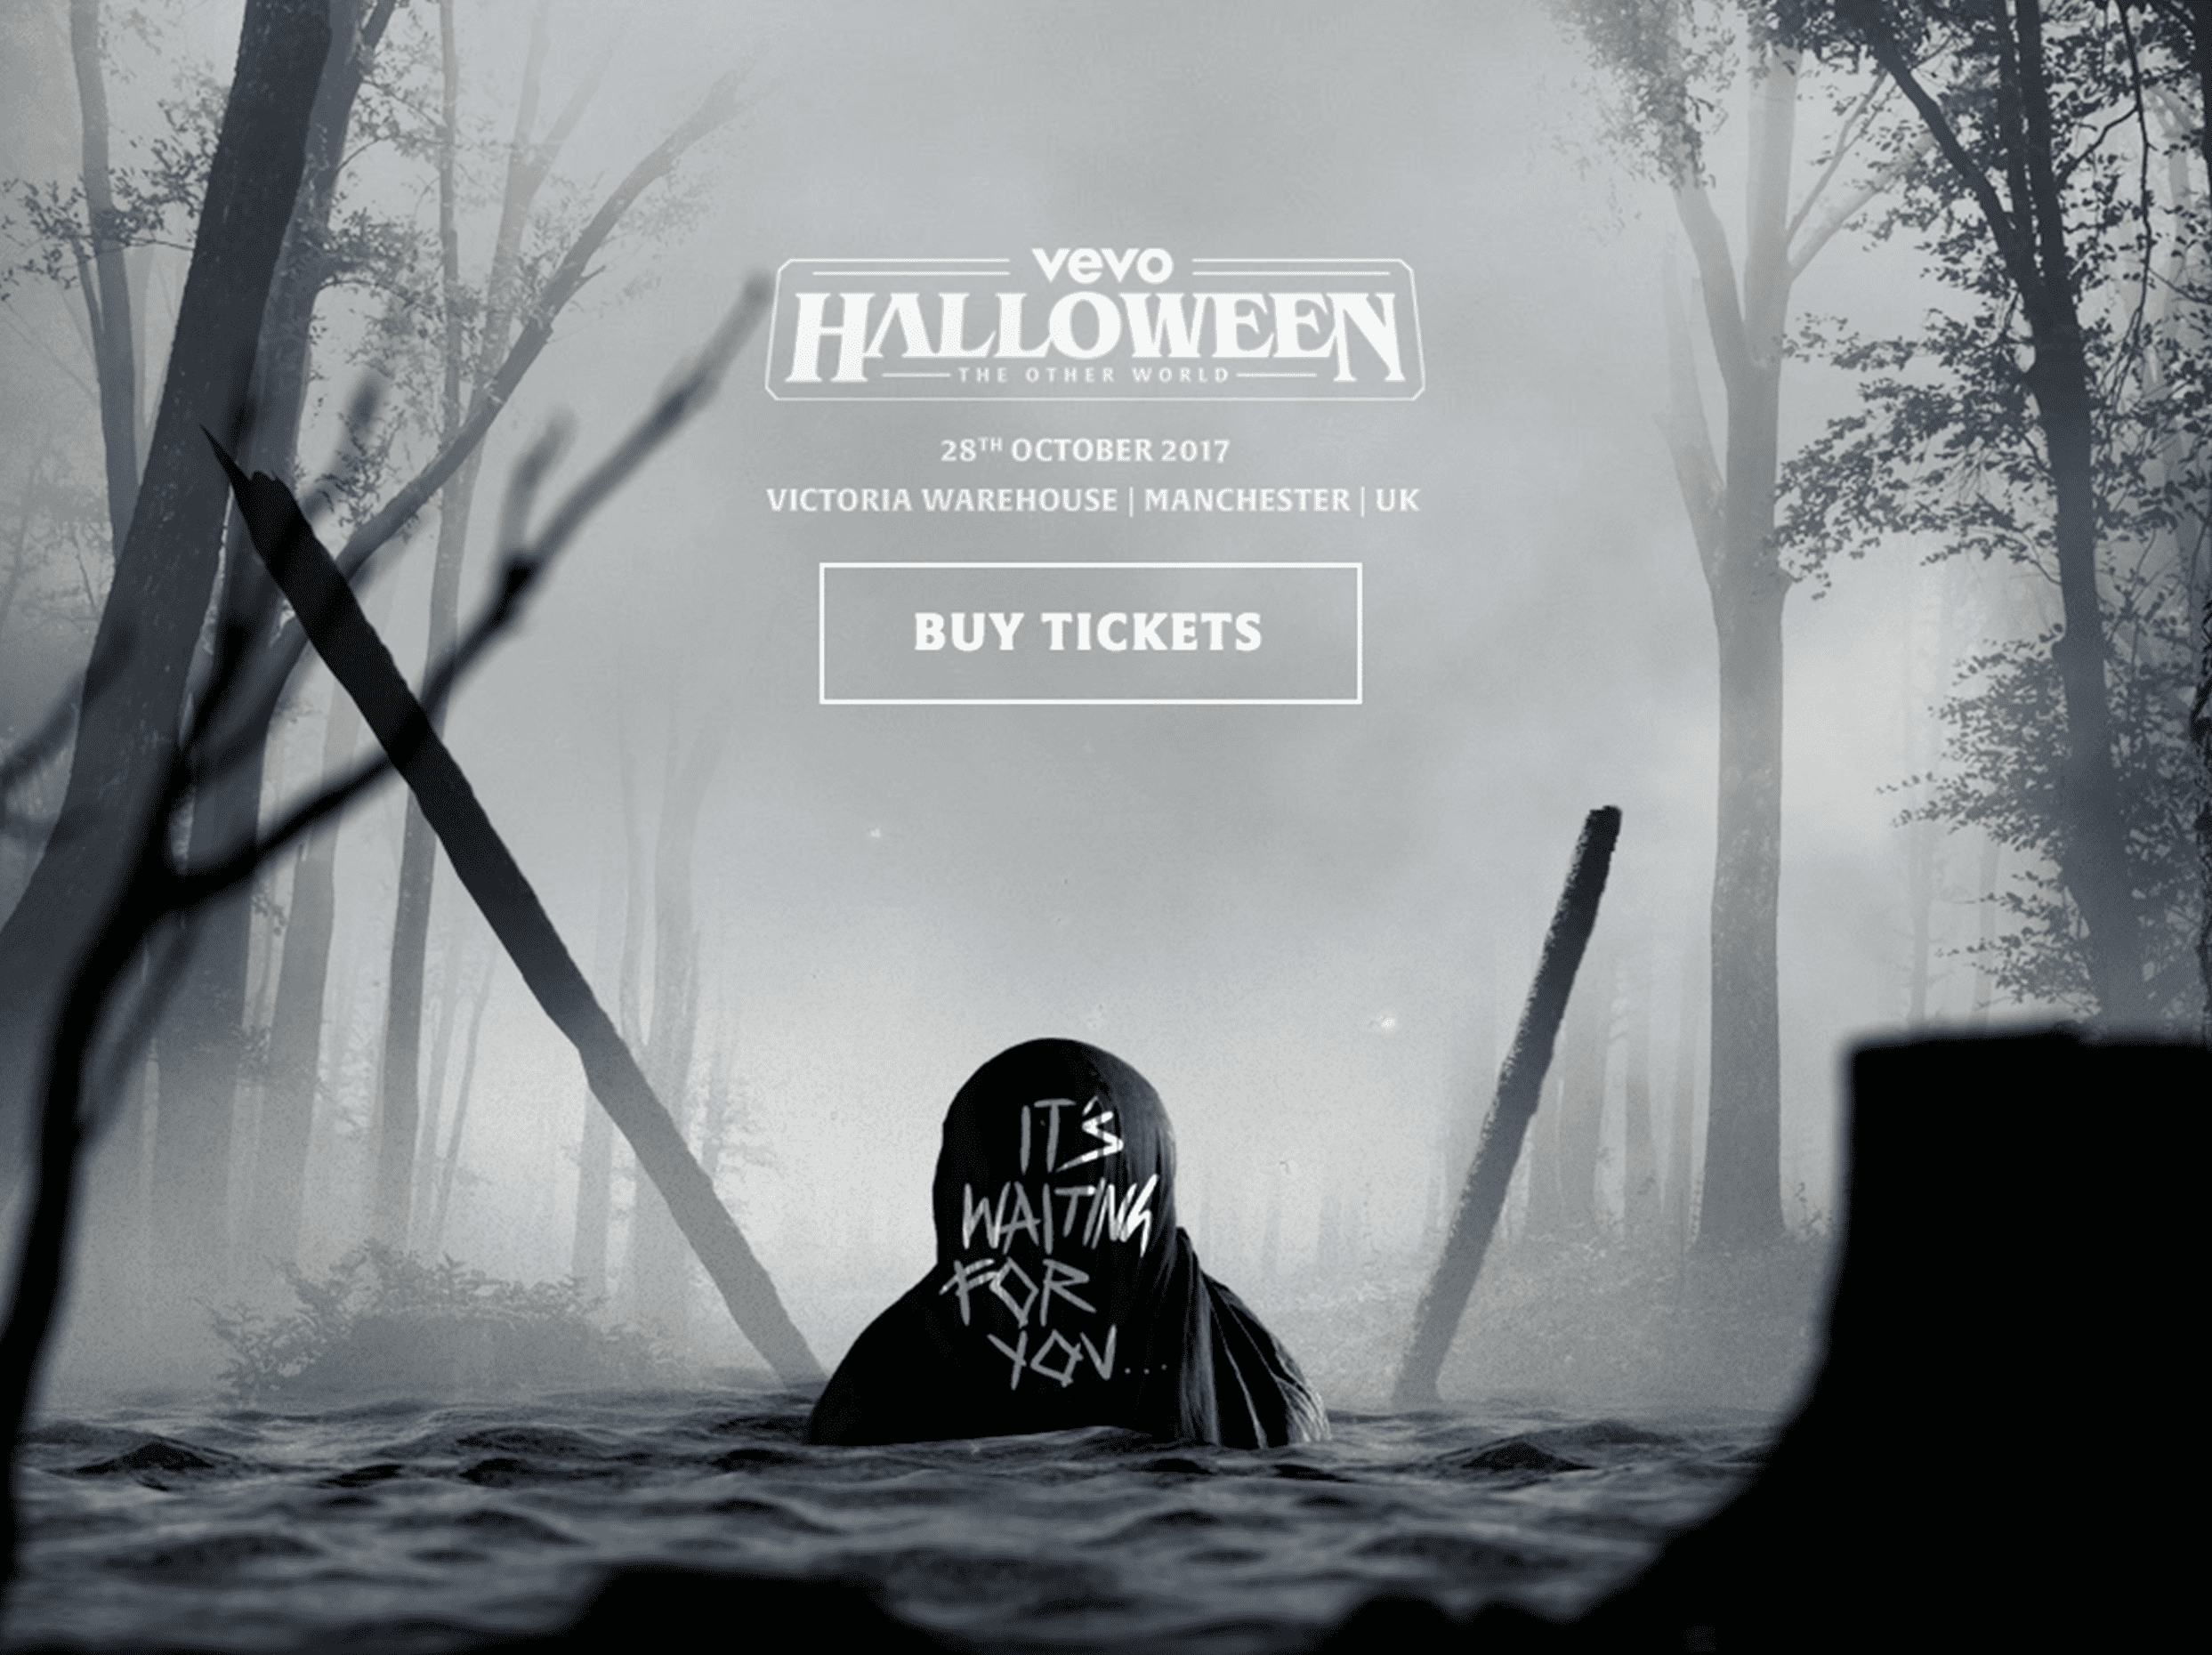 vevo
HALLOWEEN
THE OTHER WORLD
28TH OCTOBER 2017
VICTORIA WAREHOUSE | MANCHESTER | UK
BUY TICKETS
IT'S
WAITING
FOR
YOU...